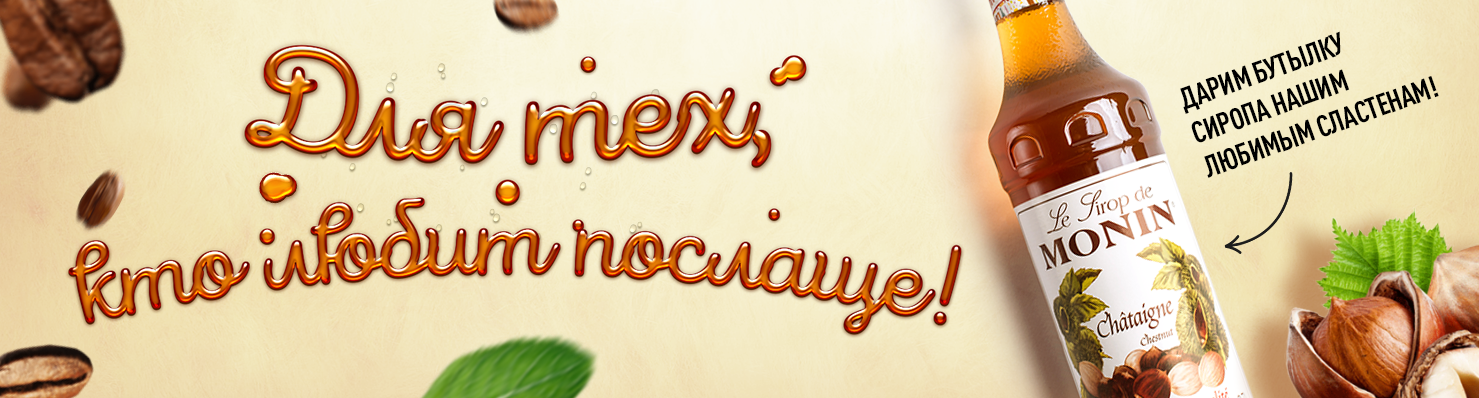 Для тех,
кто любит послаще!
ДАРИМ БУТЫЛКУ
СИРОПА НАШИМ
ЛЮБИМЫМ СЛАСТЕНАМ!
Le Sirop de
MONIN
Châtaigne
Chestnut